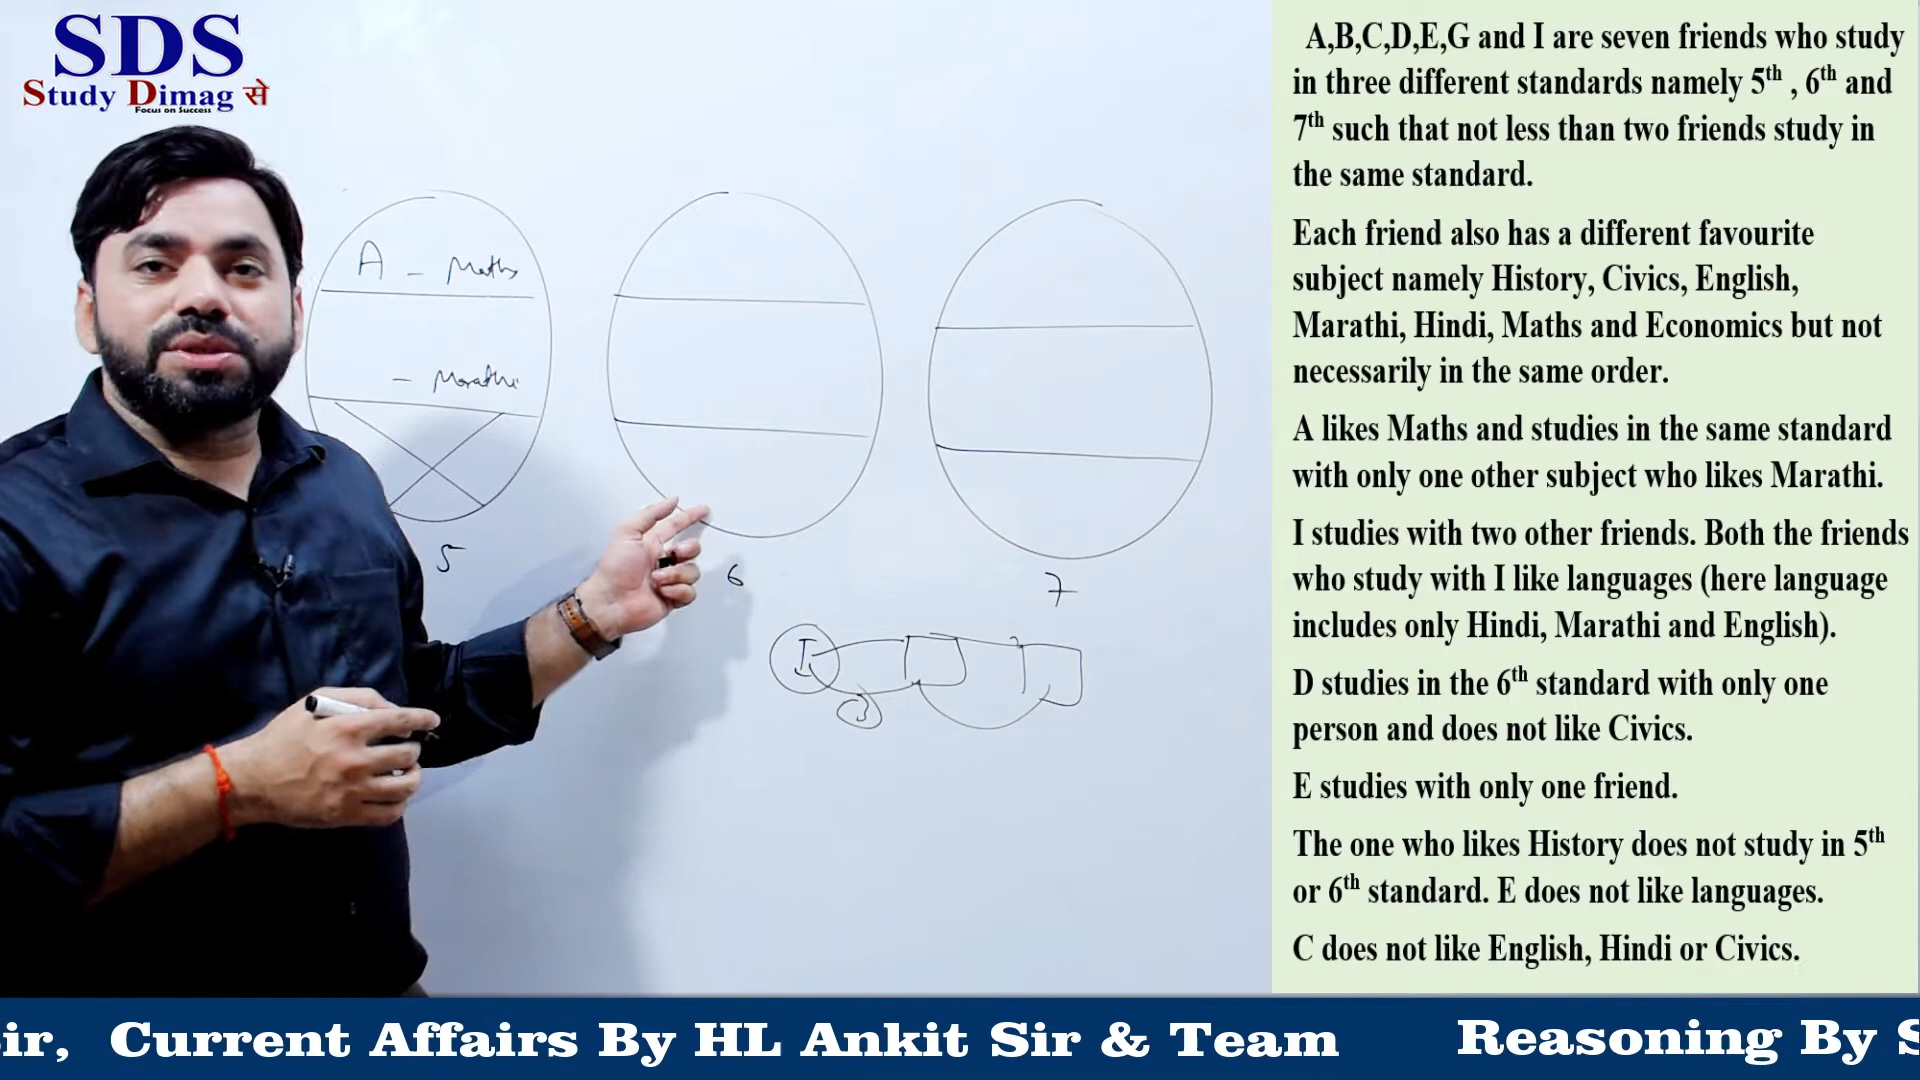 SDS
Study Dimag से
Focus on Success
A - Maths
- Marathi
5
6
7
I
3
A,B,C,D,E,G and I are seven friends who study
in three different standards namely 5th , 6th and
7th such that not less than two friends study in
the same standard.
Each friend also has a different favourite
subject namely History, Civics, English,
Marathi, Hindi, Maths and Economics but not
necessarily in the same order.
A likes Maths and studies in the same standard
with only one other subject who likes Marathi.
I studies with two other friends. Both the friends
who study with I like languages (here language
includes only Hindi, Marathi and English).
D studies in the 6th standard with only one
person and does not like Civics.
E studies with only one friend.
The one who likes History does not study in 5th
or 6th standard. E does not like languages.
C does not like English, Hindi or Civics.
ir, Current Affairs By HL Ankit Sir & Team Reasoning By S